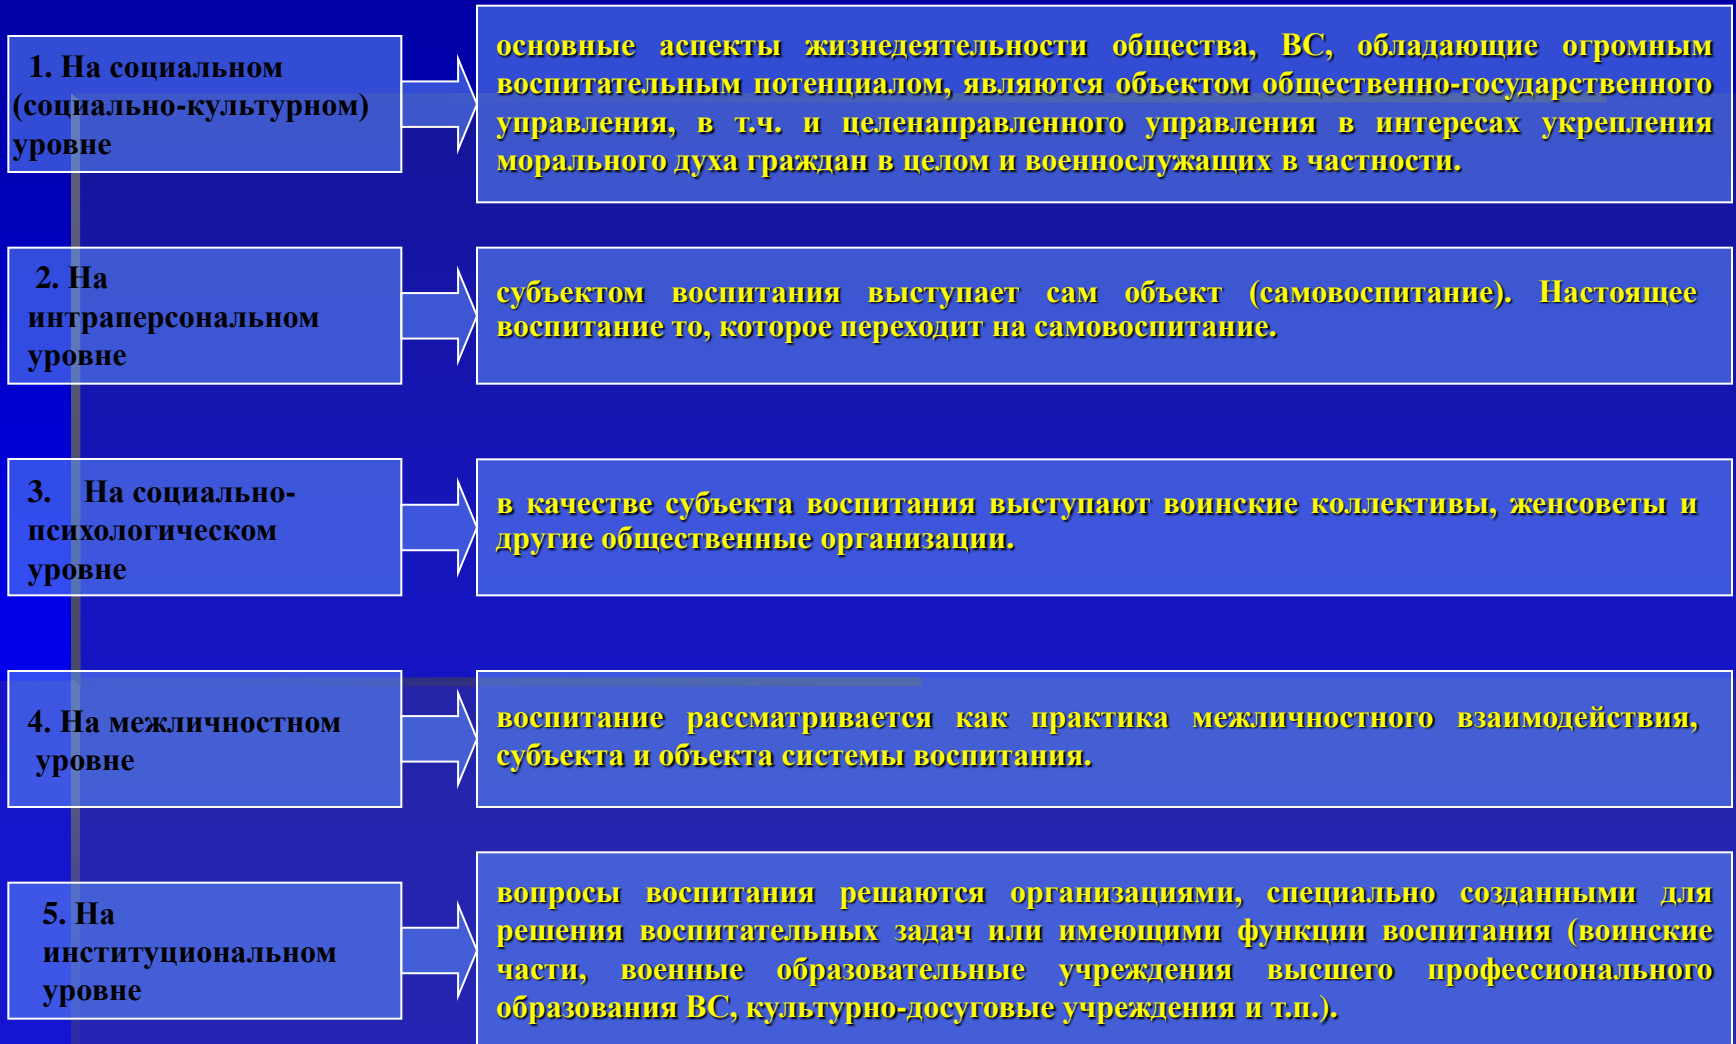 1. На социальном
(социально-культурном)
уровне
основные аспекты жизнедеятельности общества, ВС, обладающие огромным
воспитательным потенциалом, являются объектом общественно-государственного
управления, в т.ч. и целенаправленного управления в интересах укрепления
морального духа граждан в целом и военнослужащих в частности.
2. На
интраперсональном
уровне
субъектом воспитания выступает сам объект (самовоспитание). Настоящее
воспитание то, которое переходит на самовоспитание.
3. На социально-
психологическом
уровне
в качестве субъекта воспитания выступают воинские коллективы, женсоветы и
другие общественные организации.
4. На межличностном
уровне
воспитание рассматривается как практика межличностного взаимодействия,
субъекта и объекта системы воспитания.
5. На
институциональном
уровне
вопросы воспитания решаются организациями, специально созданными для
решения воспитательных задач или имеющими функции воспитания (воинские
части, военные образовательные учреждения высшего профессионального
образования ВС, культурно-досуговые учреждения и т.п.).